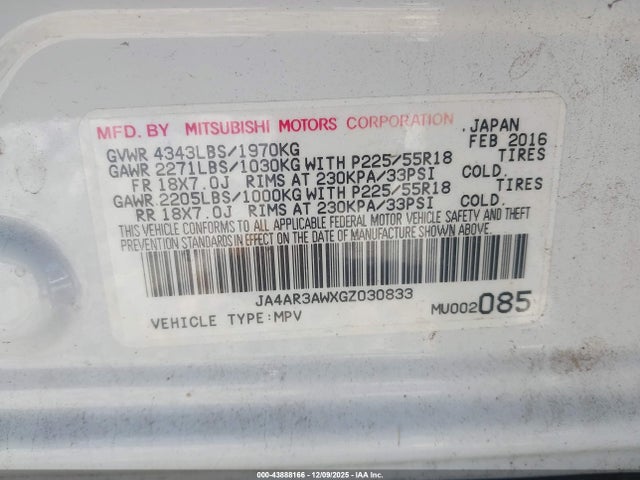 MFD. BY MITSUBISHI MOTORS CORPORATION, JAPAN
GVWR 4343LBS/1970KG FEB 2016
GAWR 2271LBS/1030KG WITH P225/55R18 TIRES
FR 18X7.0J RIMS AT 230KPA/33PSI COLD.
GAWR 2205LBS/1000KG WITH P225/55R18 TIRES
RR 18X7.0J RIMS AT 230KPA/33PSI COLD.
THIS VEHICLE CONFORMS TO ALL APPLICABLE FEDERAL MOTOR VEHICLE SAFETY AND THEFT
PREVENTION STANDARDS IN EFFECT ON THE DATE OF MANUFACTURE SHOWN ABOVE.
JA4AR3AWXGZ030833
VEHICLE TYPE:MPV MU002085
000-43888166 - 12/09/2025 - IAA Inc.